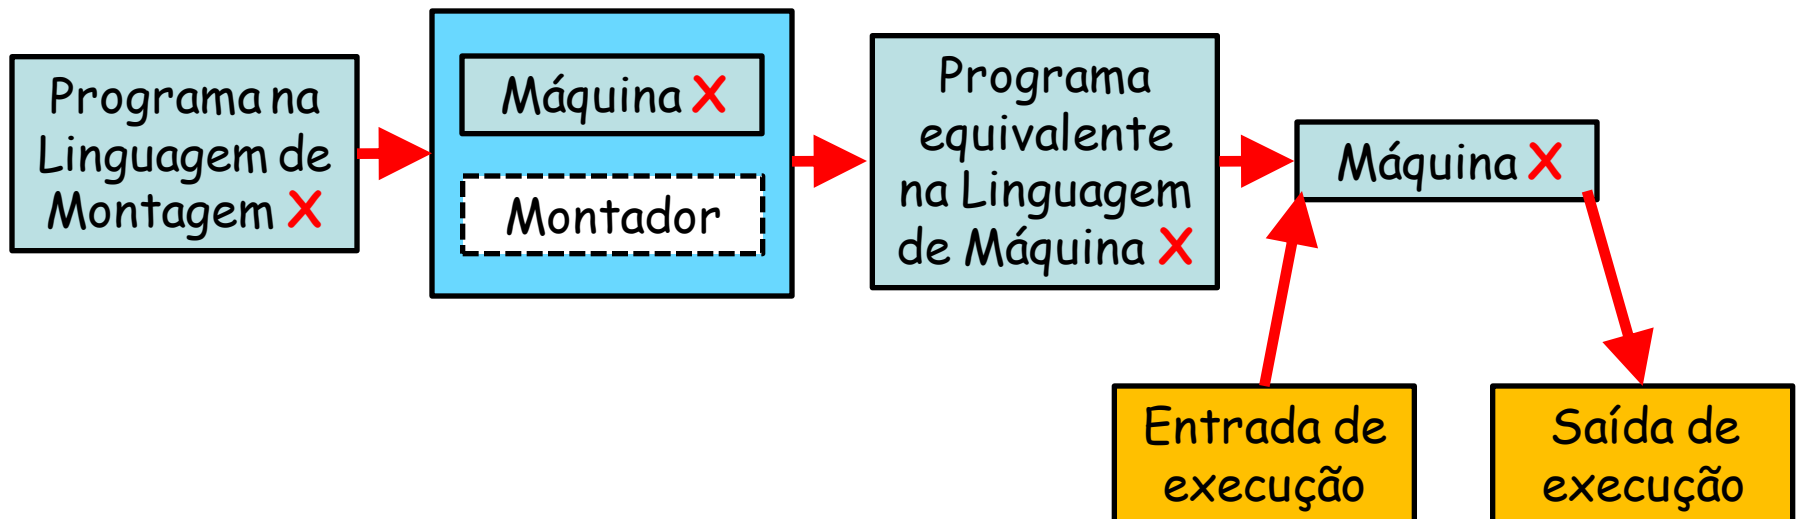 Programa na
Linguagem de
Montagem X
Máquina X
Montador
Programa
equivalente
na Linguagem
de Máquina X
Máquina X
Entrada de
execução
Saída de
execução